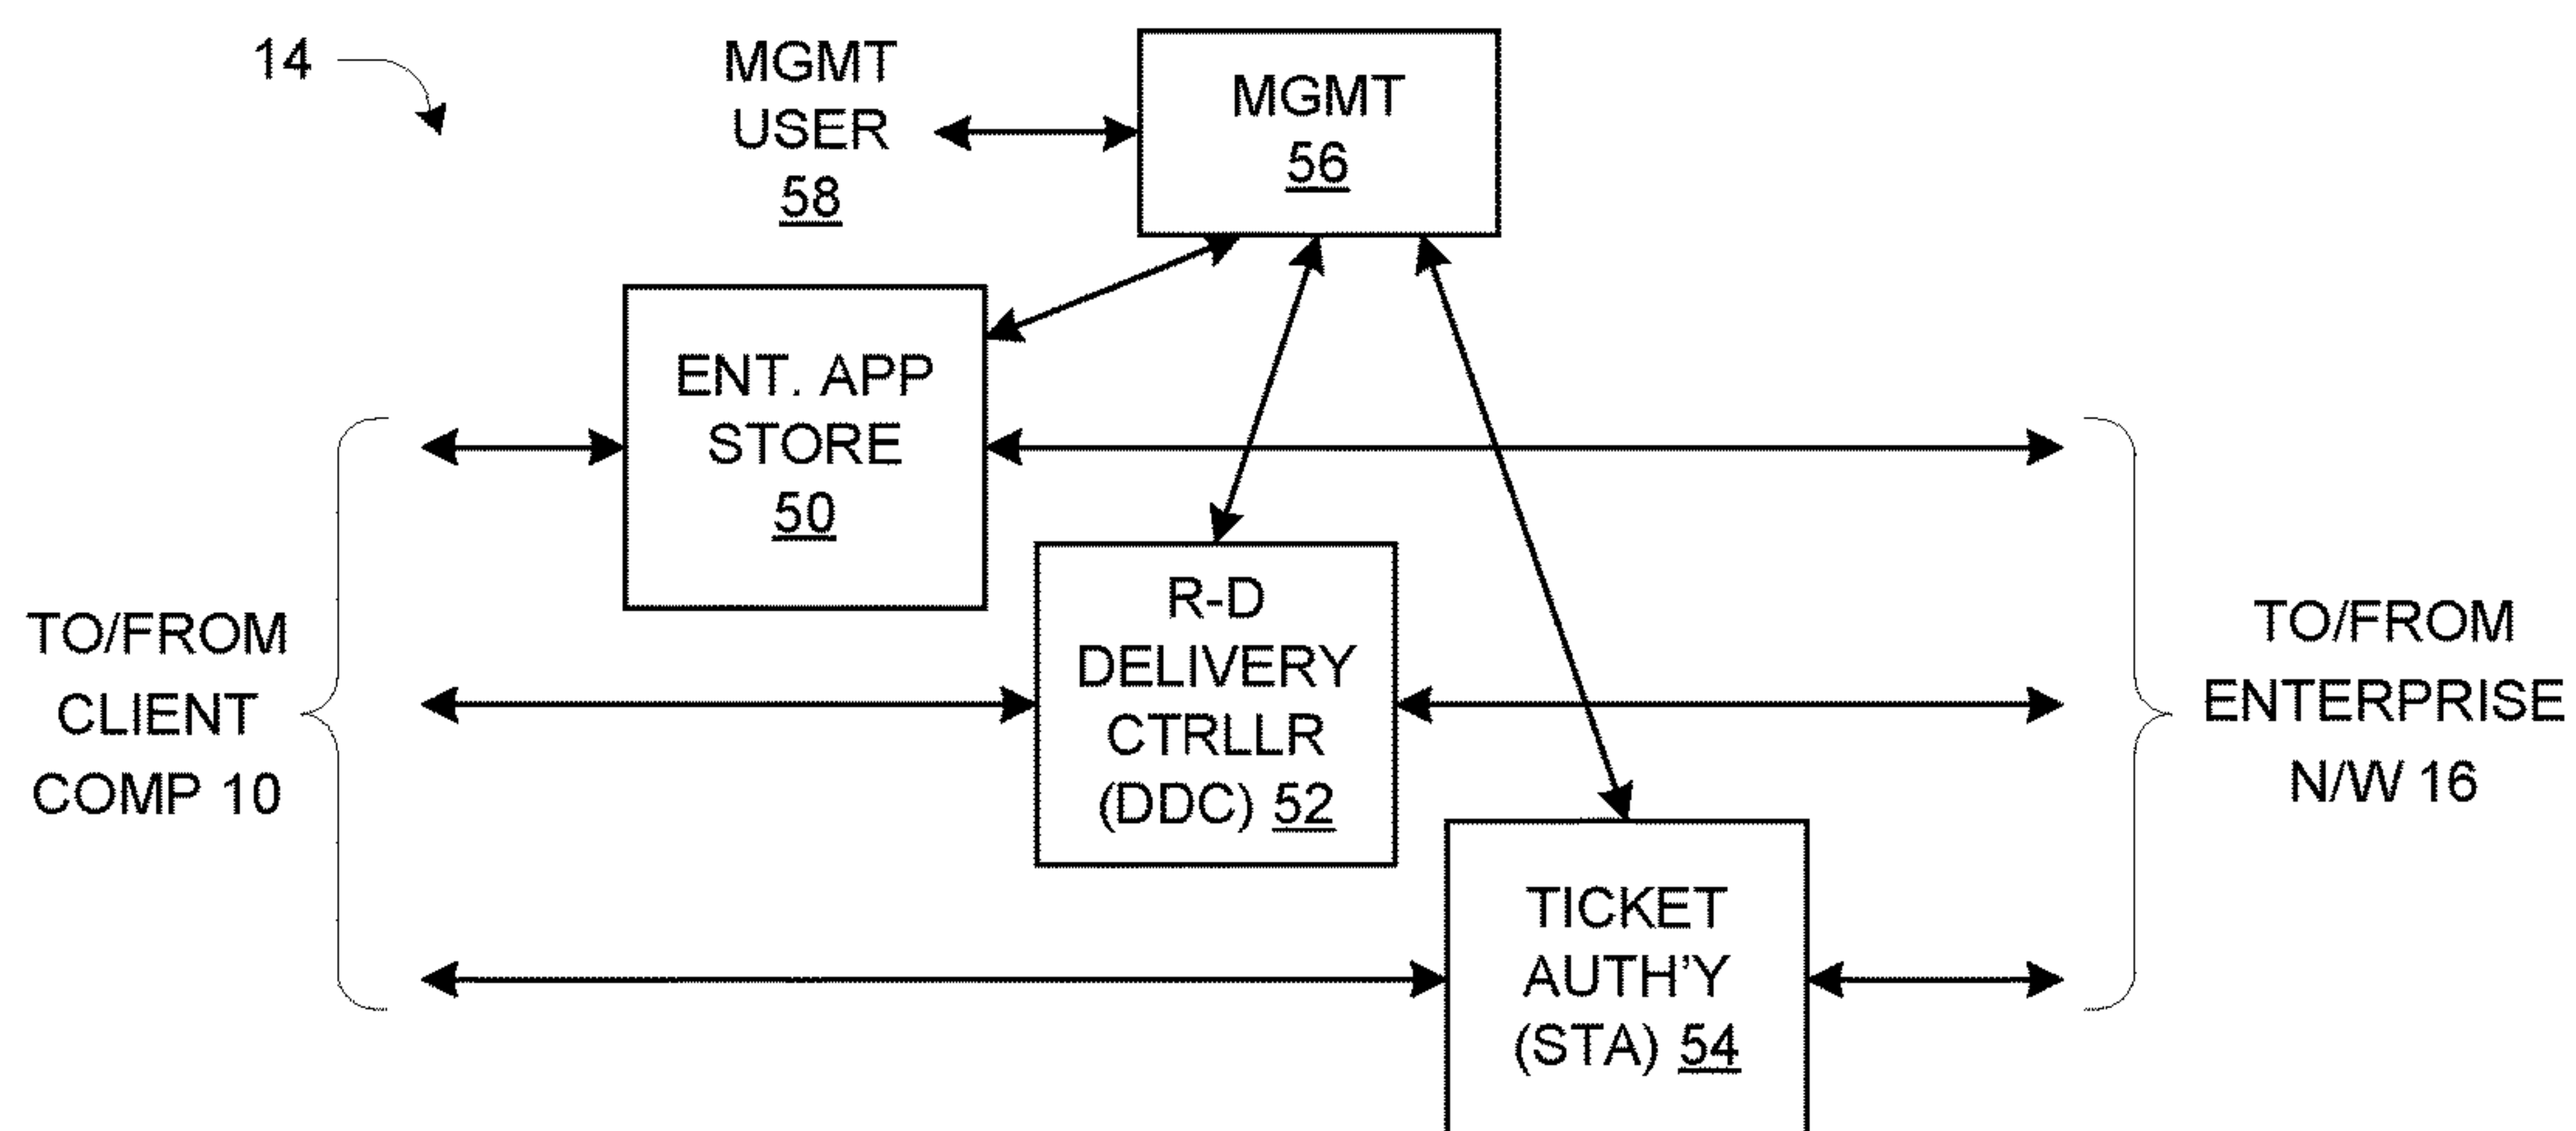 14
MGMT
USER
58
MGMT
56
ENT. APP
STORE
50
R-D
DELIVERY
CTRLLR
(DDC) 52
TICKET
AUTH'Y
(STA) 54
TO/FROM
CLIENT
COMP 10
TO/FROM
ENTERPRISE
N/W 16